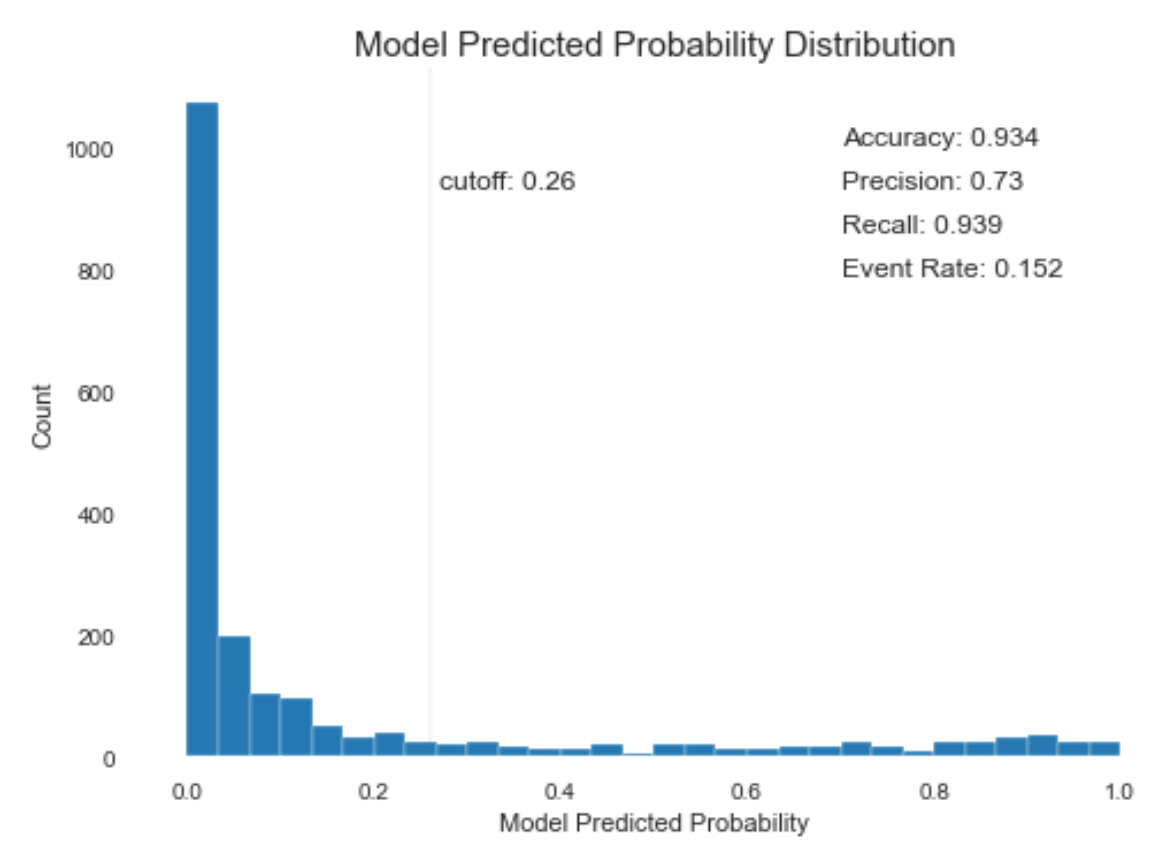 Model Predicted Probability Distribution
Accuracy: 0.934
cutoff: 0.26
Precision: 0.73
Recall: 0.939
Event Rate: 0.152
Count
1000
800
600
400
200
0
0.0 0.2 0.4 0.6 0.8 1.0
Model Predicted Probability